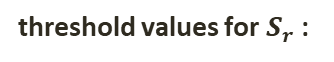 threshold values for Sᵣ :